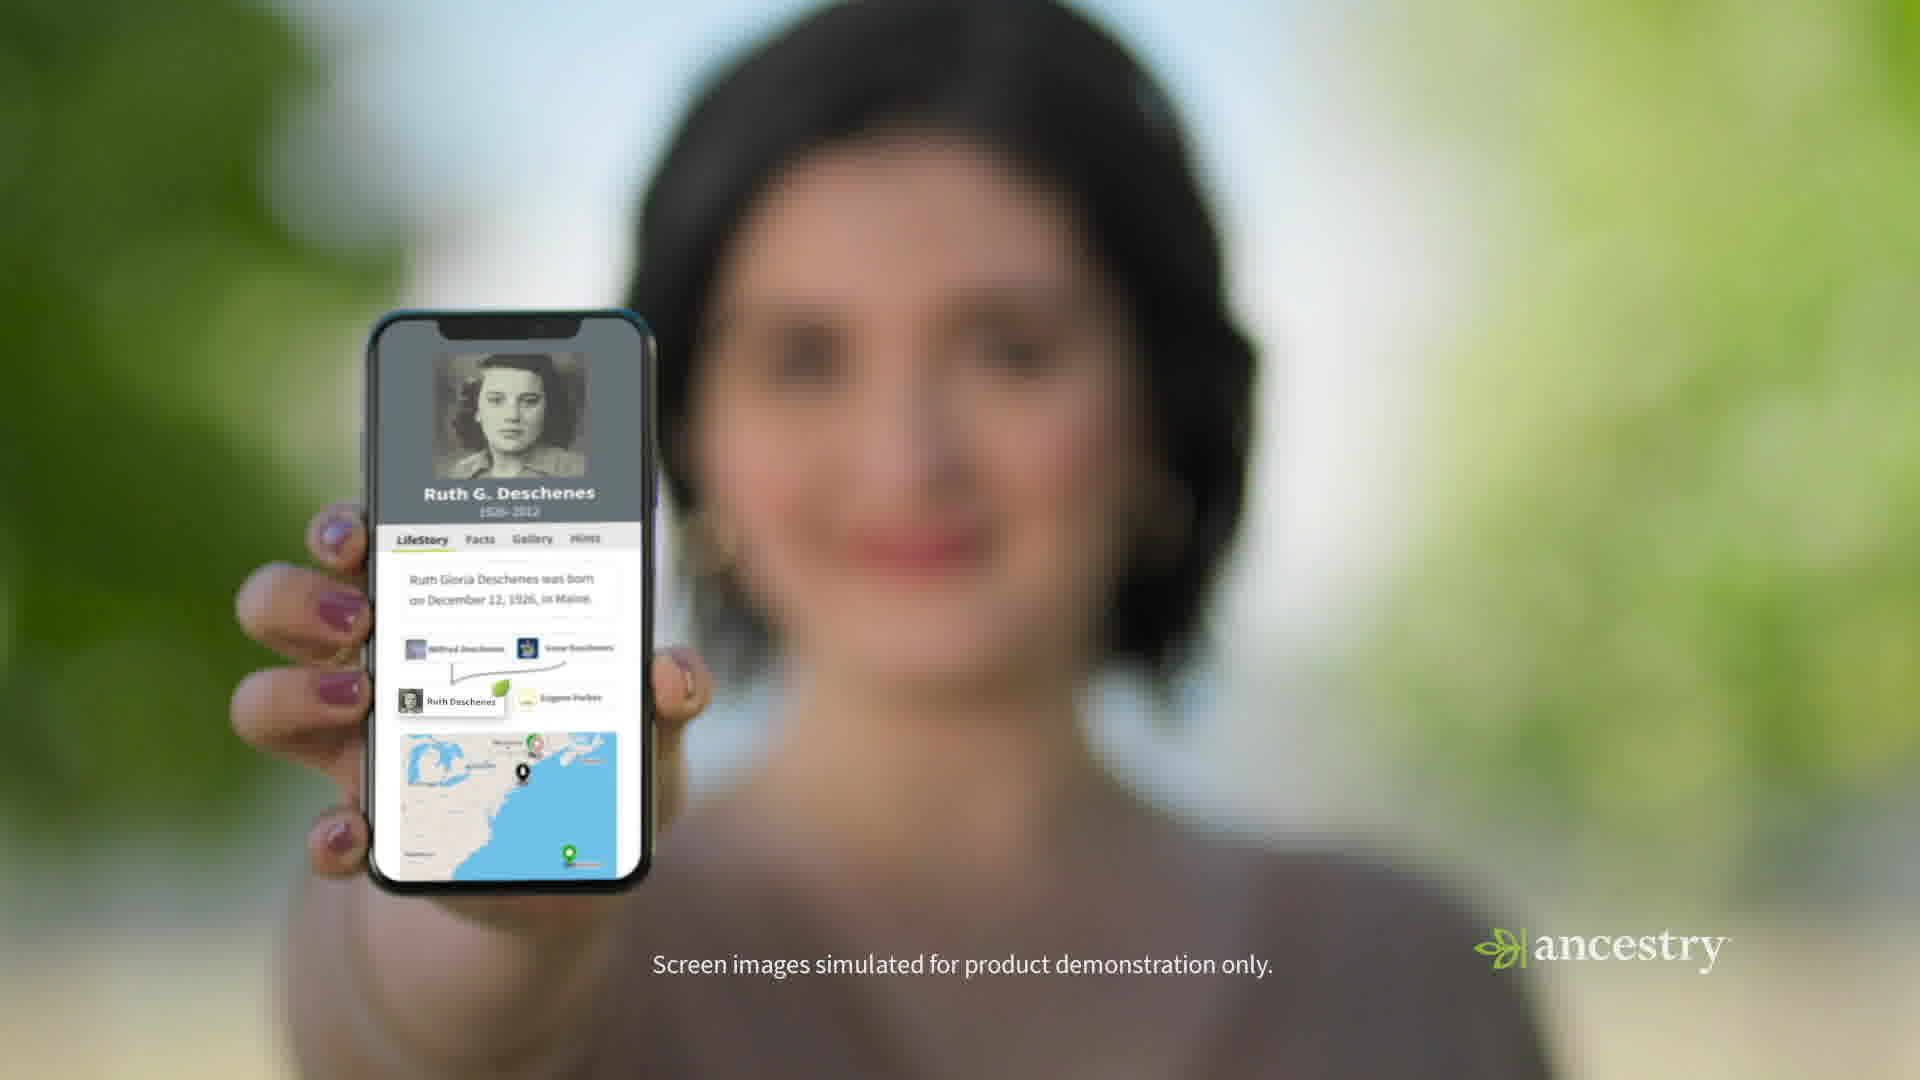 Ruth G. Deschenes
1926-2012
LifeStory Facts Gallery Hints
Ruth Gloria Deschenes was born
on December 12, 1926, in Maine.
Wilfred Deschenes
Deschenes
Ruth Deschenes
Eugene Parker
Screen images simulated for product demonstration only.
ancestry